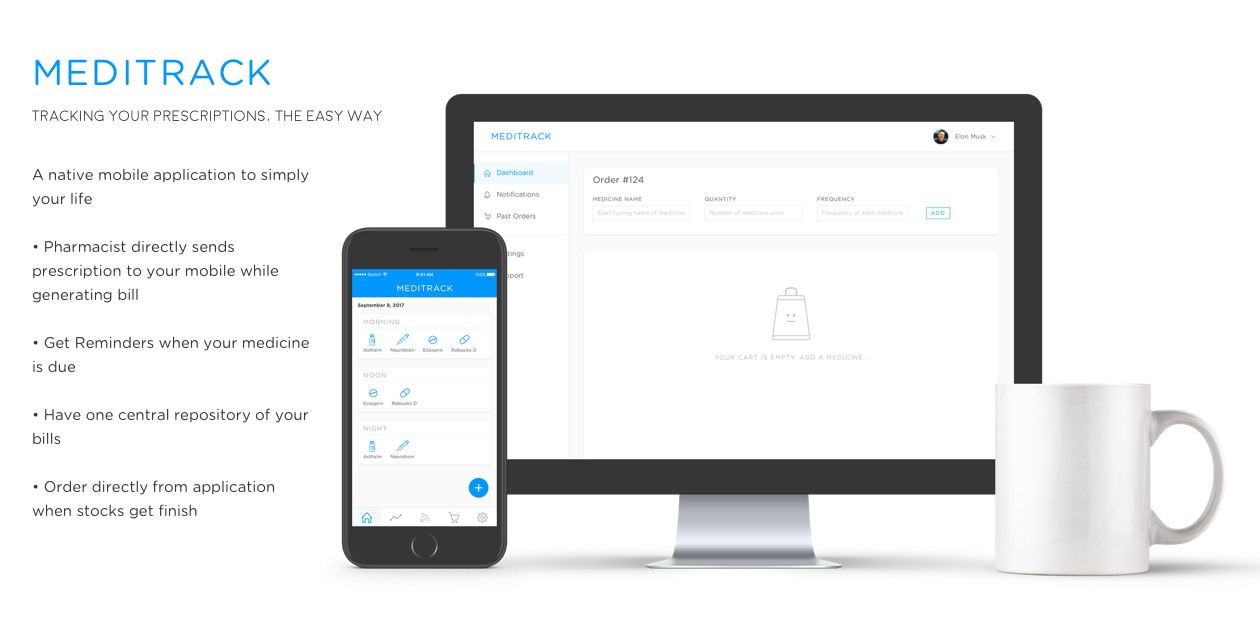 MEDITRACK
TRACKING YOUR PRESCRIPTIONS, THE EASY WAY
A native mobile application to simply
your life
• Pharmacist directly sends
prescription to your mobile while
generating bill
• Get Reminders when your medicine
is due
• Have one central repository of your
bills
• Order directly from application
when stocks get finish
MEDITRACK
Elon Musk
Dashboard
Notifications
Past Orders
tings
pport
Order #124
MEDICINE NAME QUANTITY FREQUENCY
Start typing name of medicine Number of medicine units Frequency of each medicine ADD
YOUR CART IS EMPTY. ADD A MEDICINE .
Sketch 9:41 AM 100%
MEDITRACK
September 8, 2017
MORNING
Asthalin Neurobion Ecosprin Rabsules D
NOON
Ecosprin Rabsules D
NIGHT
Asthalin Neurobion